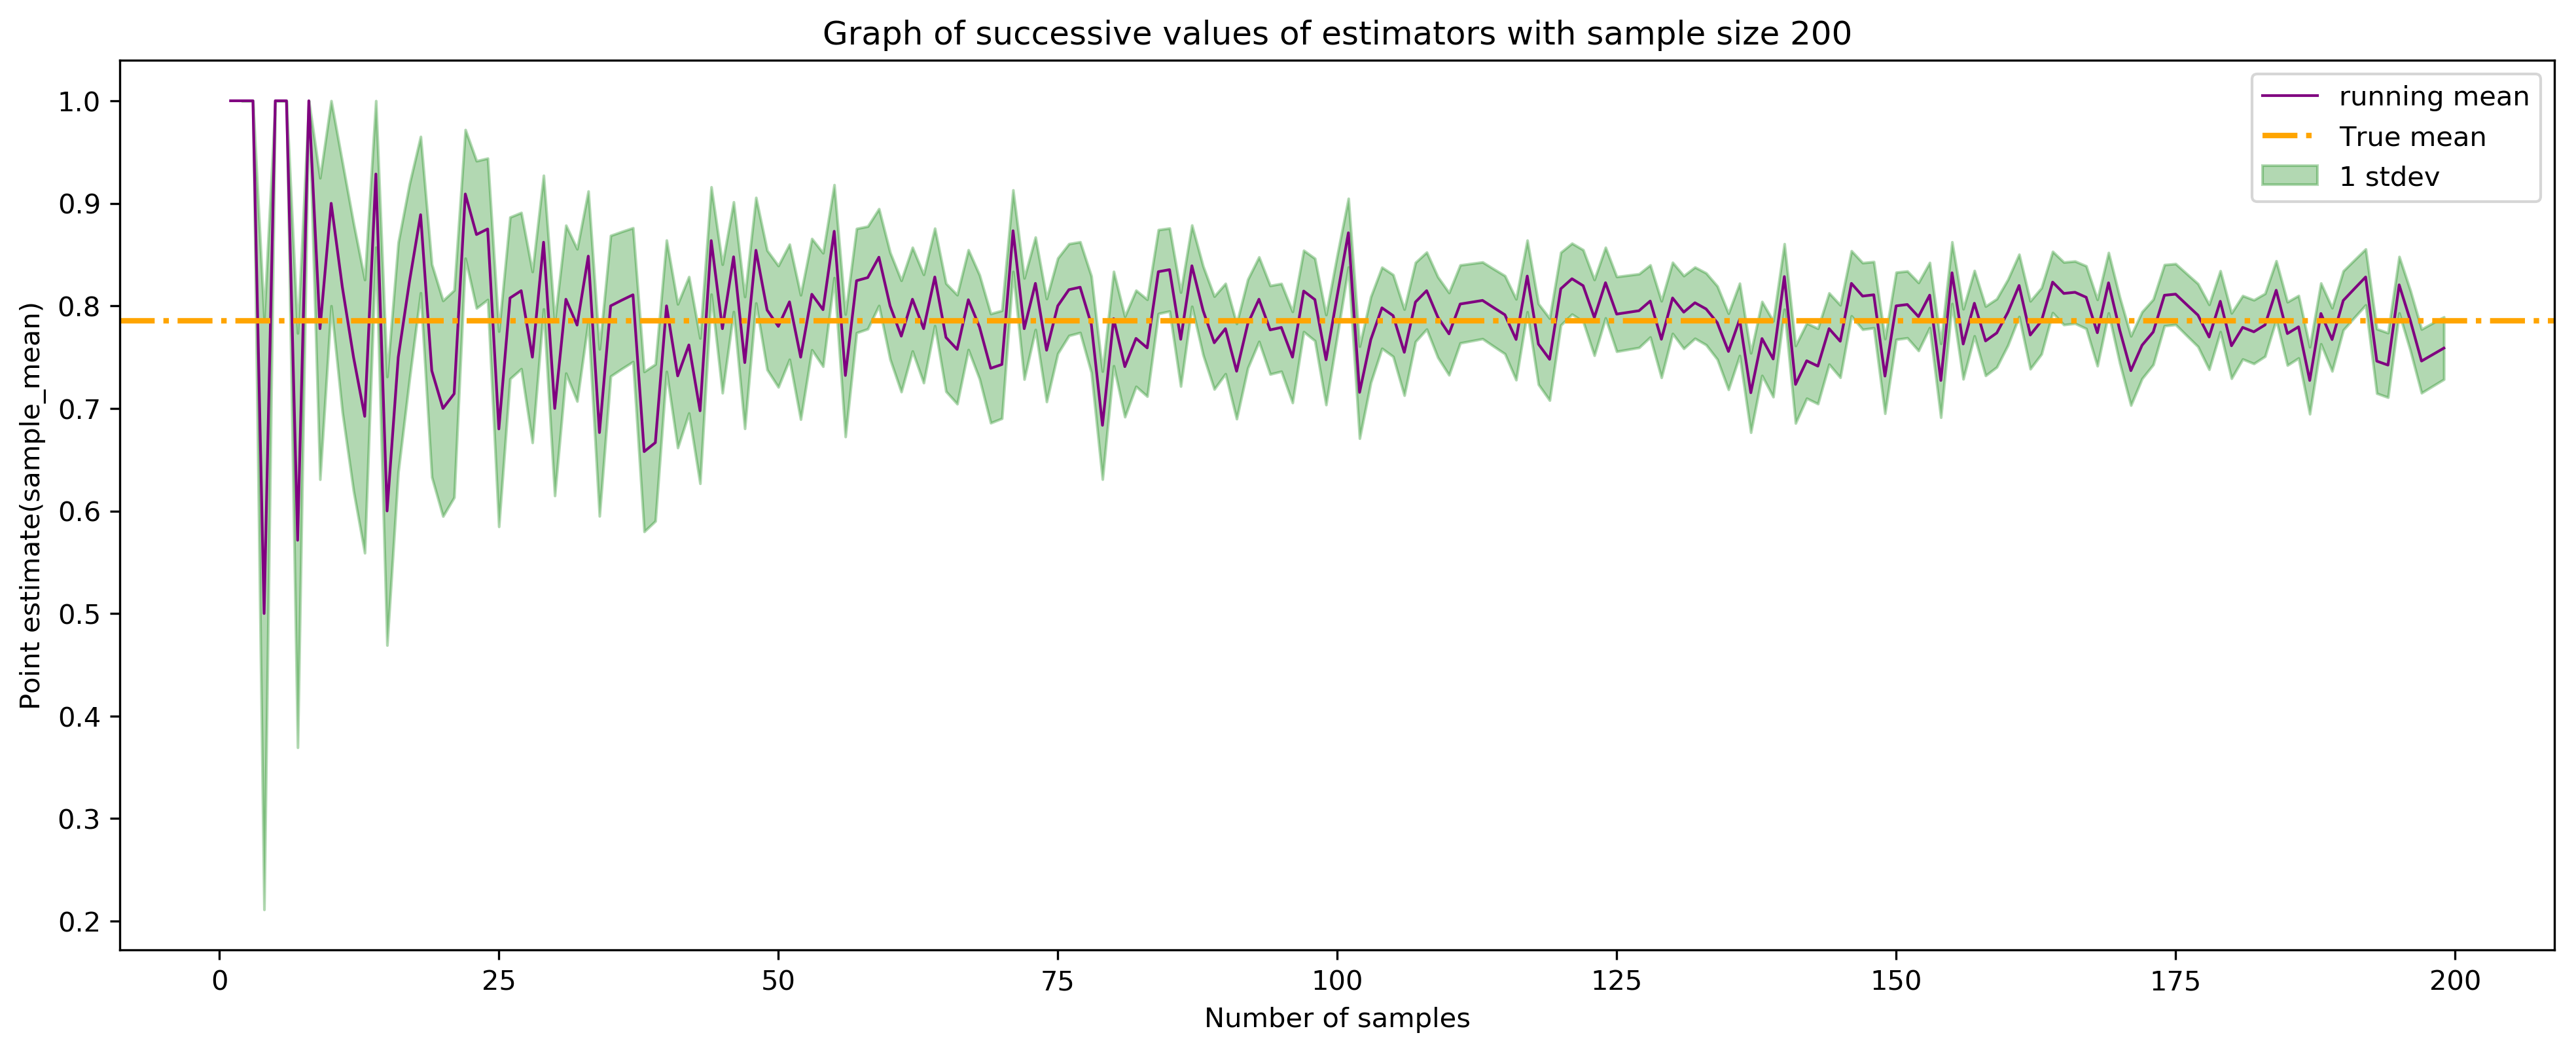 Graph of successive values of estimators with sample size 200
running mean
True mean
1 stdev
Point estimate(sample_mean)
1.0
0.9
0.8
0.7
0.6
0.5
0.4
0.3
0.2
0 25 50 75 100 125 150 175 200
Number of samples